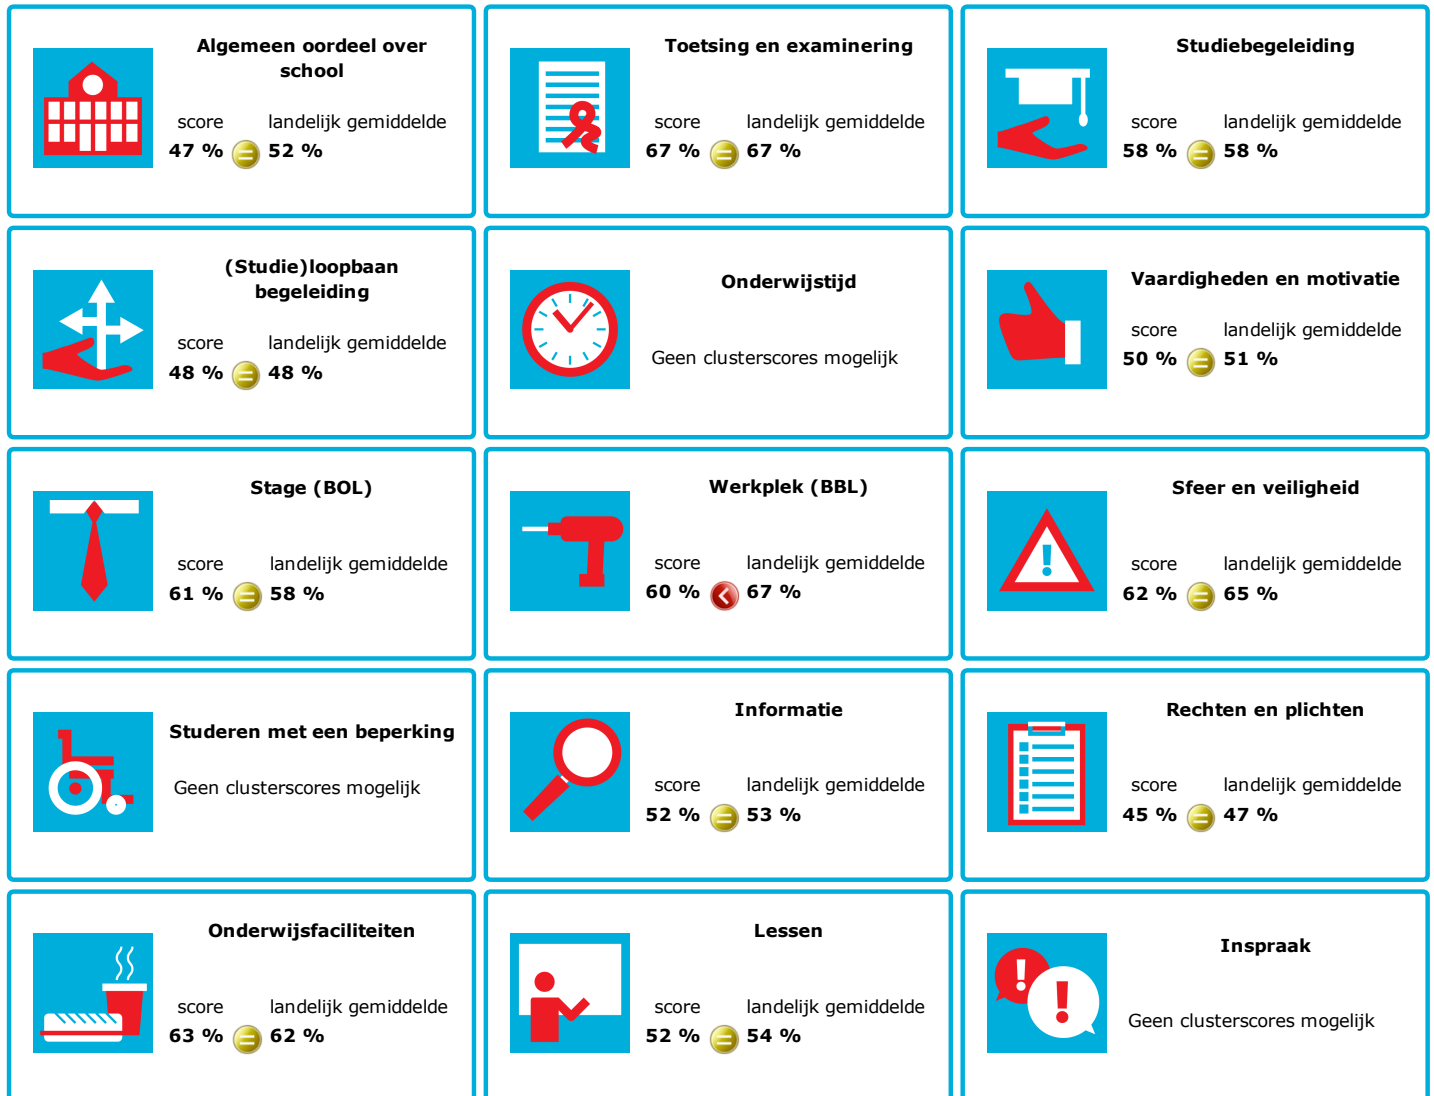 Algemeen oordeel over
school
score landelijk gemiddelde
47 % = 52 %
Toetsing en examinering
score landelijk gemiddelde
67 % = 67 %
Studiebegeleiding
score landelijk gemiddelde
58 % = 58 %
(Studie)loopbaan
begeleiding
score landelijk gemiddelde
48 % = 48 %
Onderwijstijd
Geen clusterscores mogelijk
Vaardigheden en motivatie
score landelijk gemiddelde
50 % = 51 %
Stage (BOL)
score landelijk gemiddelde
61 % = 58 %
Werkplek (BBL)
score landelijk gemiddelde
60 % < 67 %
Sfeer en veiligheid
score landelijk gemiddelde
62 % = 65 %
Studeren met een beperking
Geen clusterscores mogelijk
Informatie
score landelijk gemiddelde
52 % = 53 %
Rechten en plichten
score landelijk gemiddelde
45 % = 47 %
Onderwijsfaciliteiten
score landelijk gemiddelde
63 % = 62 %
Lessen
score landelijk gemiddelde
52 % = 54 %
Inspraak
Geen clusterscores mogelijk